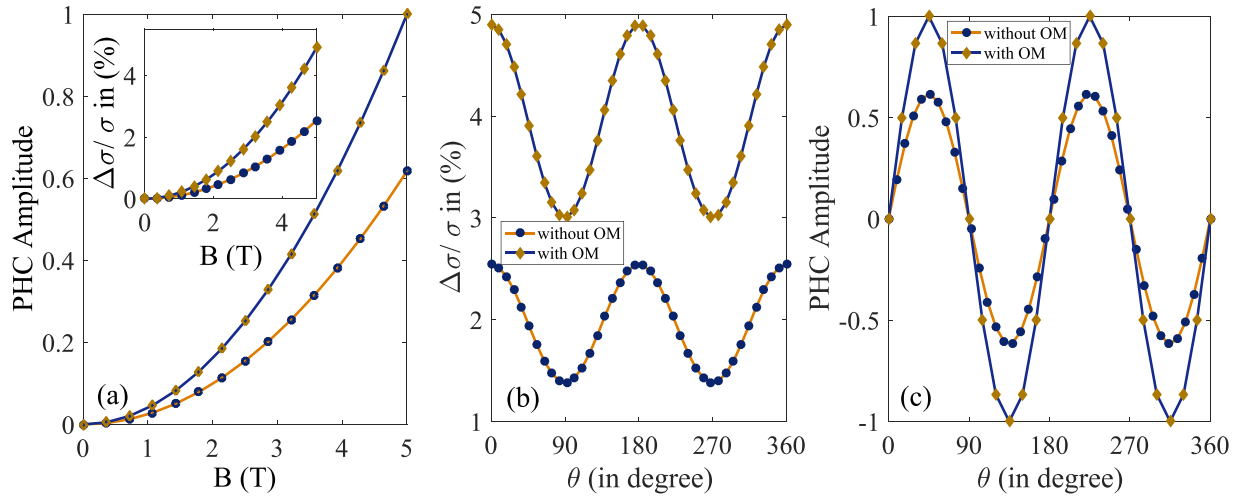 1
0.8
0.6
0.4
0.2
0
PHC Amplitude
0
1
2
3
4
5
B (T)
(a)
Δσ/ σ in (%)
4
2
0
0
2
4
B (T)
5
4
3
2
1
Δσ/ σ in (%)
without OM
with OM
(b)
0
90
180
270
360
θ (in degree)
1
0.5
0
-0.5
-1
PHC Amplitude
without OM
with OM
(c)
0
90
180
270
360
θ (in degree)